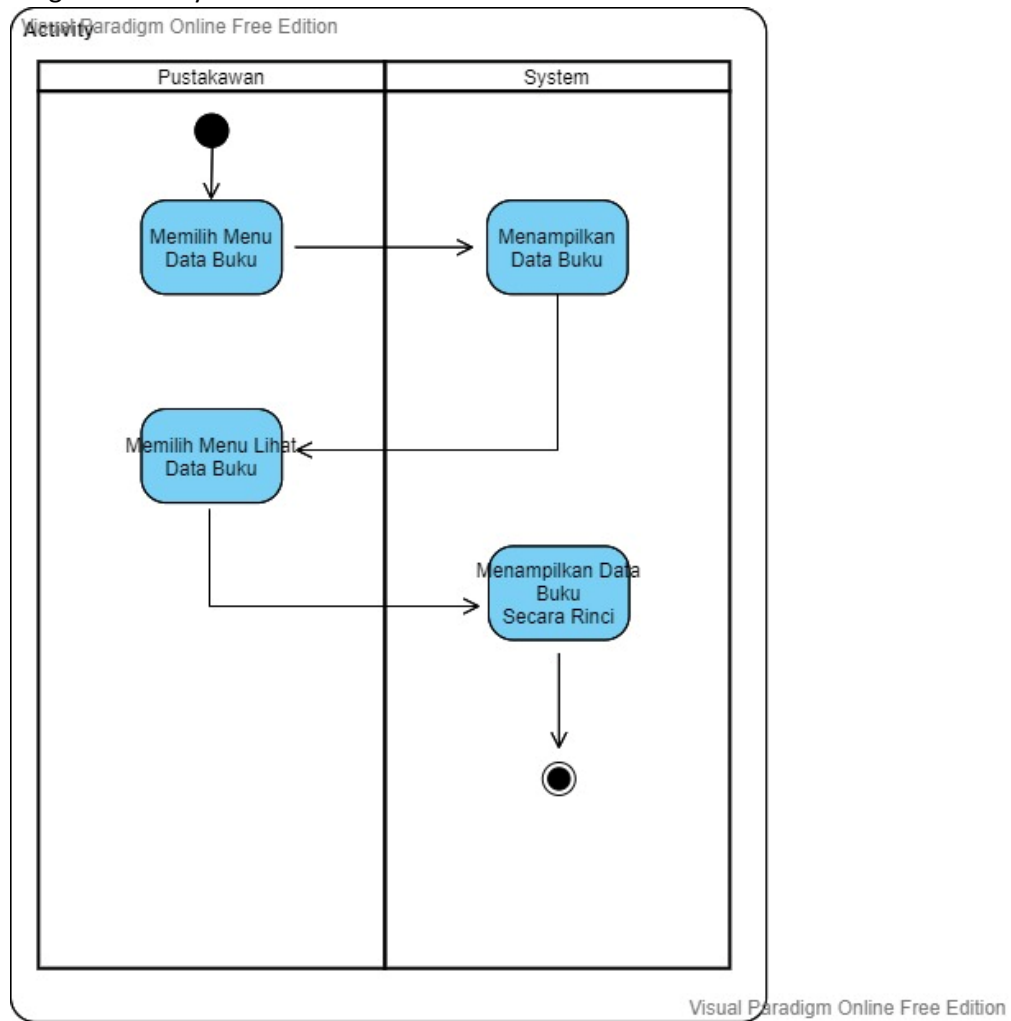 Visual Paradigm Online Free Edition
Activity
Pustakawan
System
Memilih Menu
Data Buku
Menampilkan
Data Buku
Memilih Menu Lihat
Data Buku
Menampilkan Data
Buku
Secara Rinci
Visual Paradigm Online Free Edition